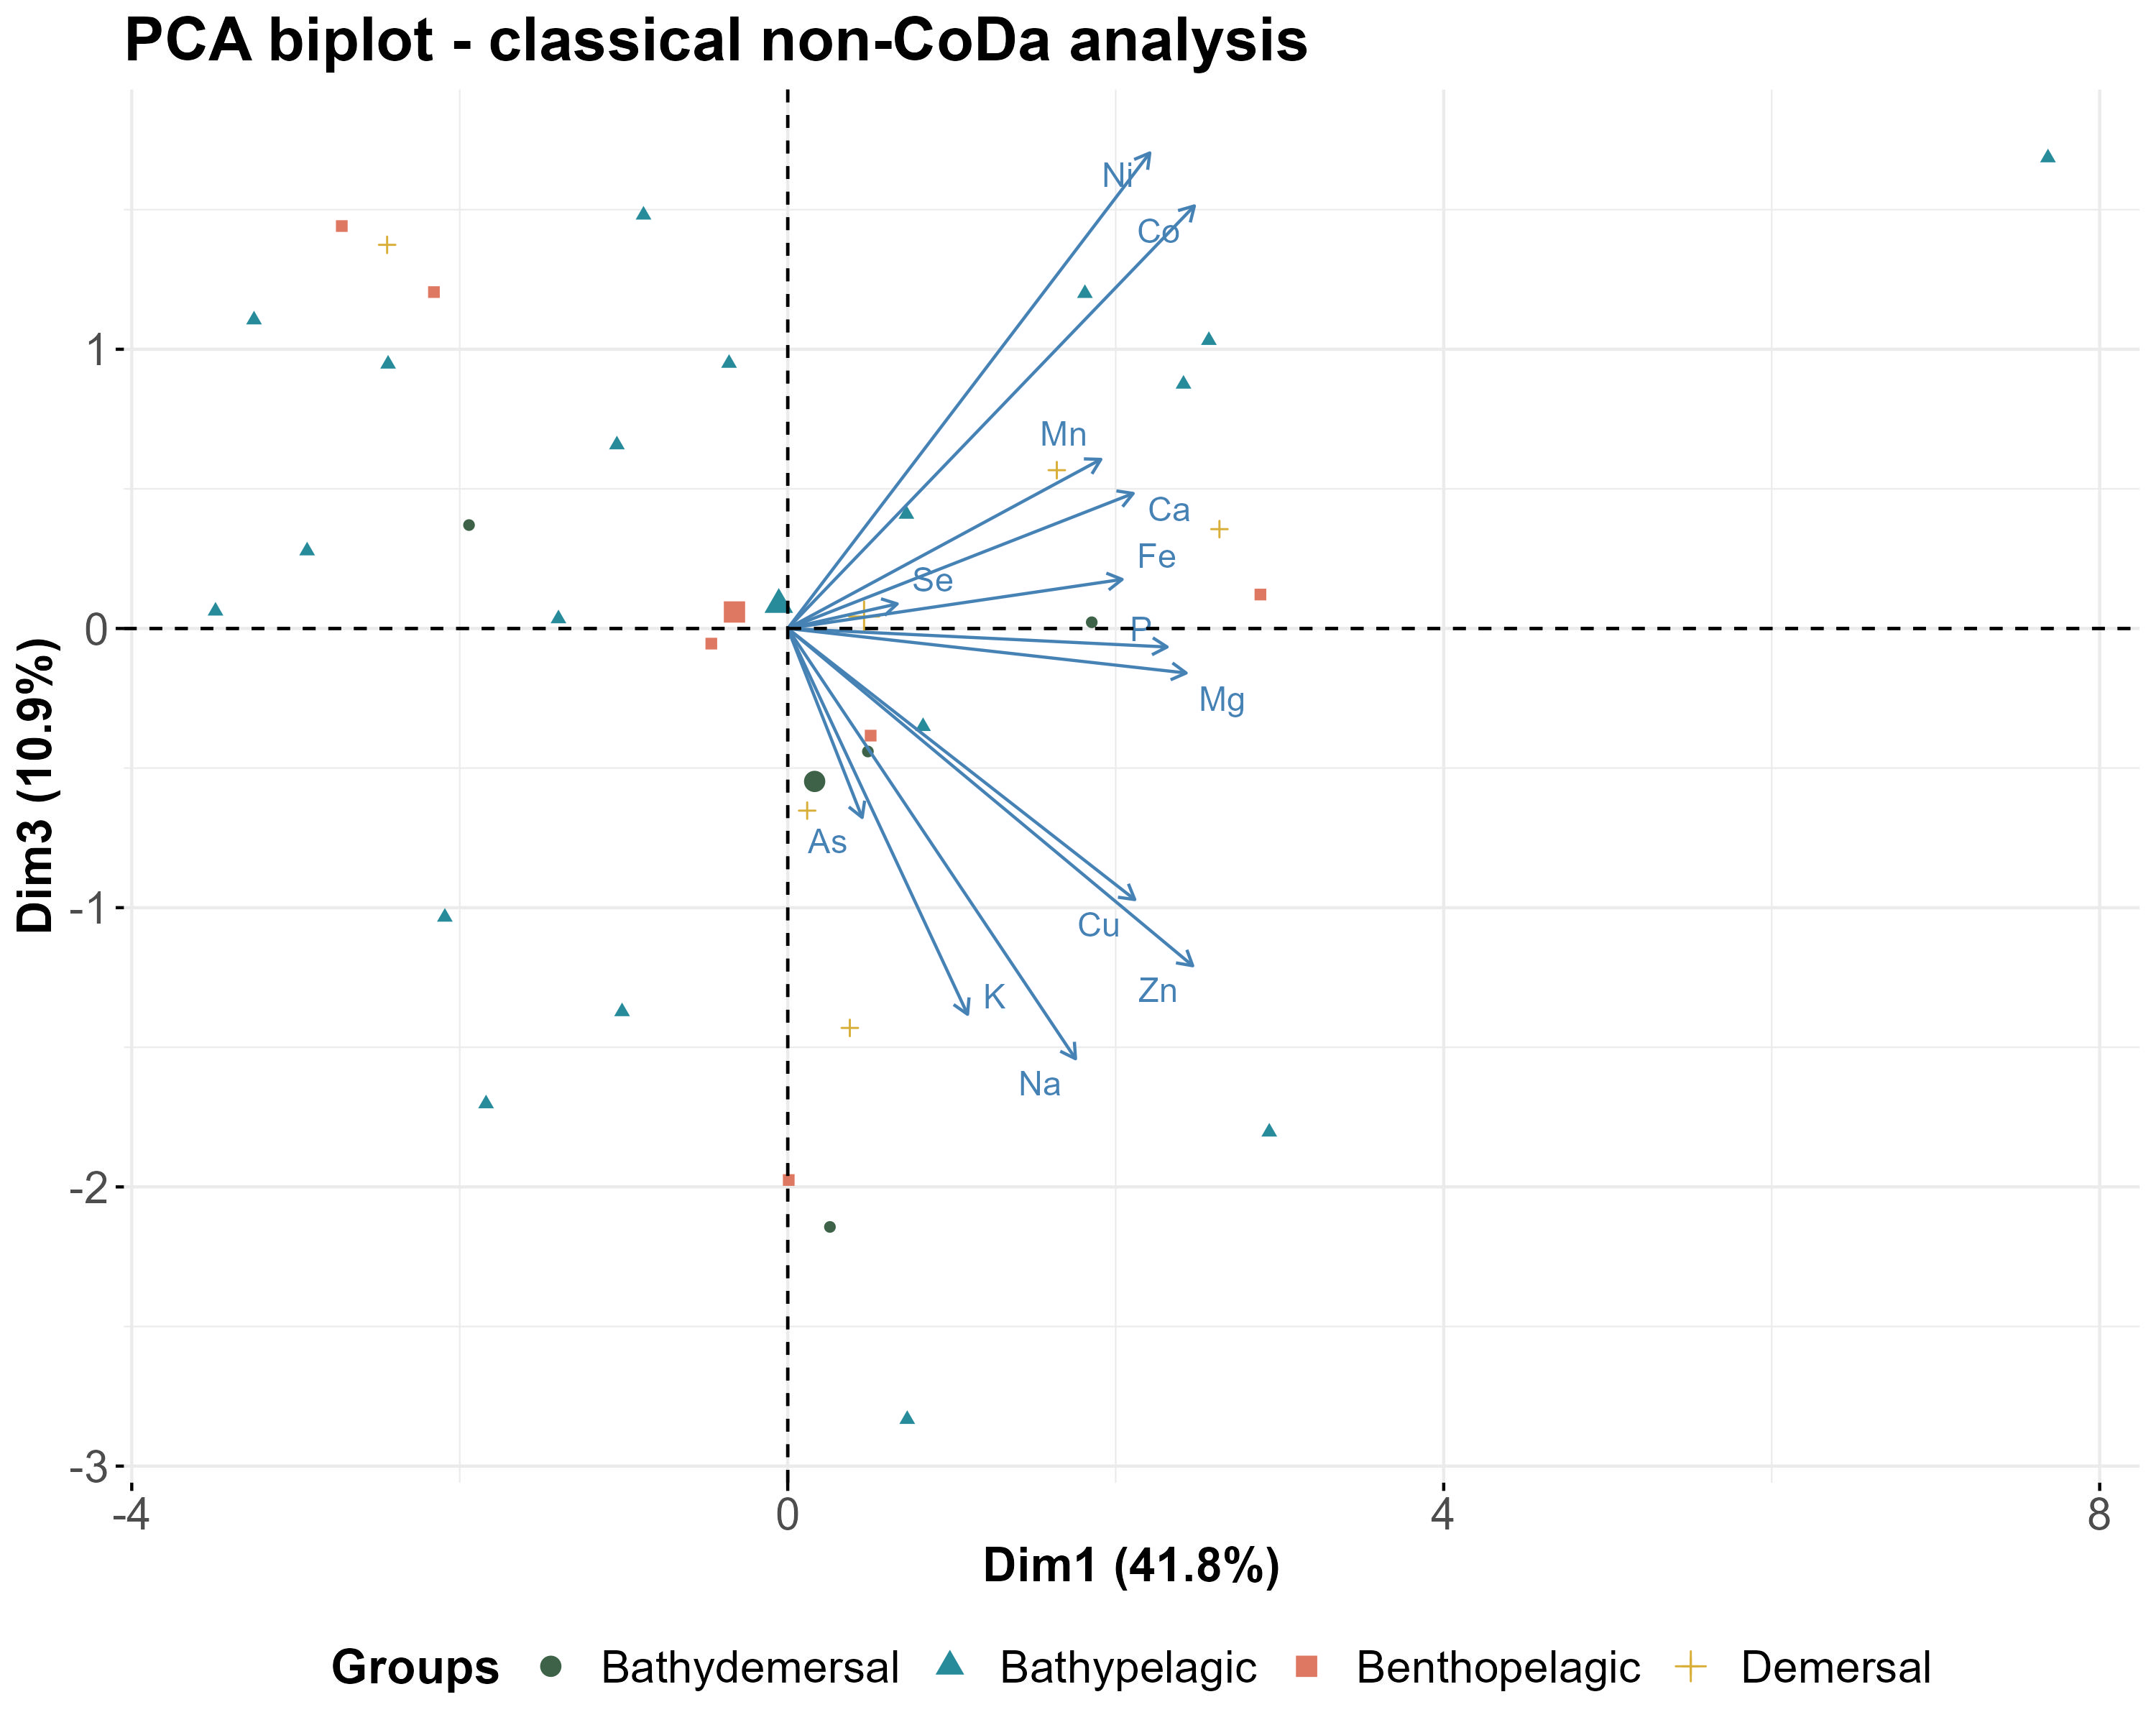 PCA biplot - classical non-CoDa analysis
Ni
Co
Mn
Ca
Fe
Se
P
Mg
As
Cu
Zn
K
Na
1
0
-1
-2
-3
Dim3 (10.9%)
-4 0 4 8
Dim1 (41.8%)
Groups Bathydemersal Bathypelagic Benthopelagic Demersal